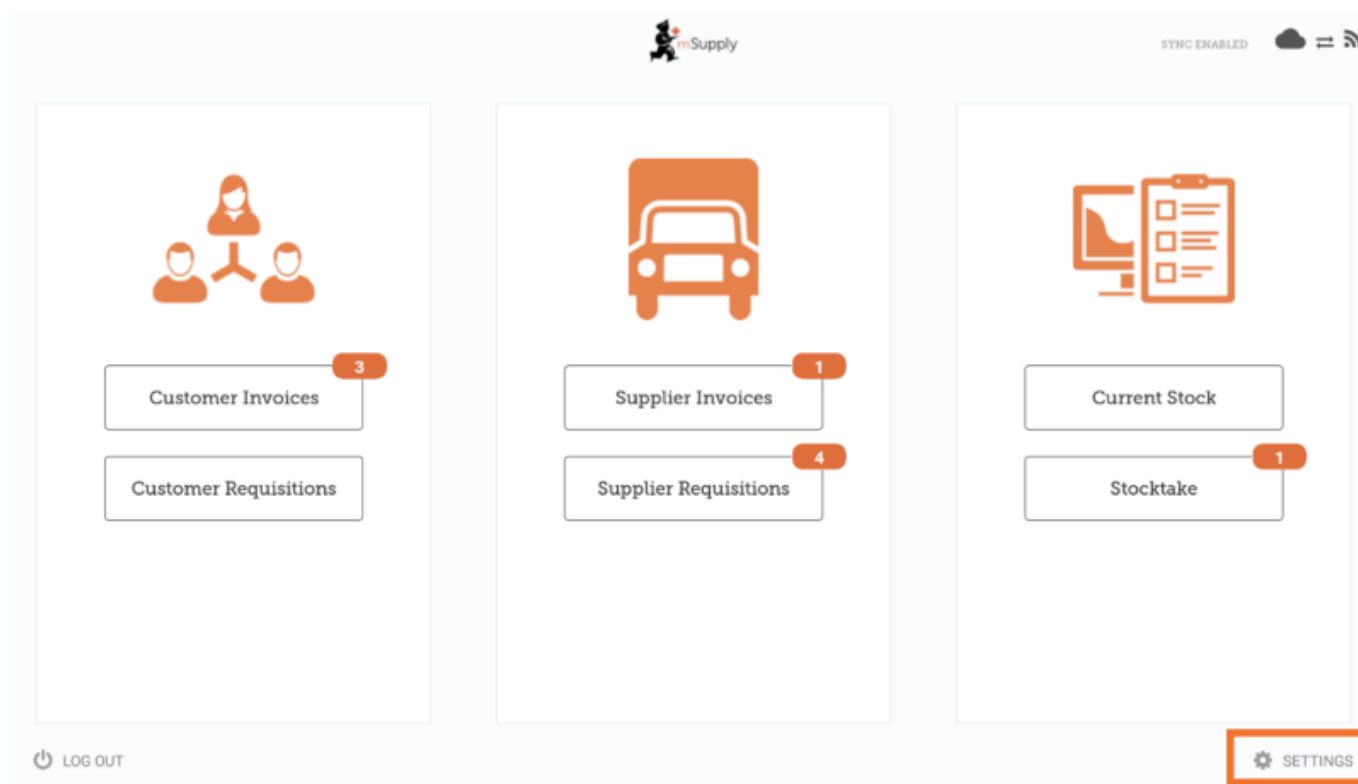 mSupply
SYNC ENABLED
3
Customer Invoices
Customer Requisitions
1
Supplier Invoices
4
Supplier Requisitions
Current Stock
1
Stocktake
LOG OUT
SETTINGS